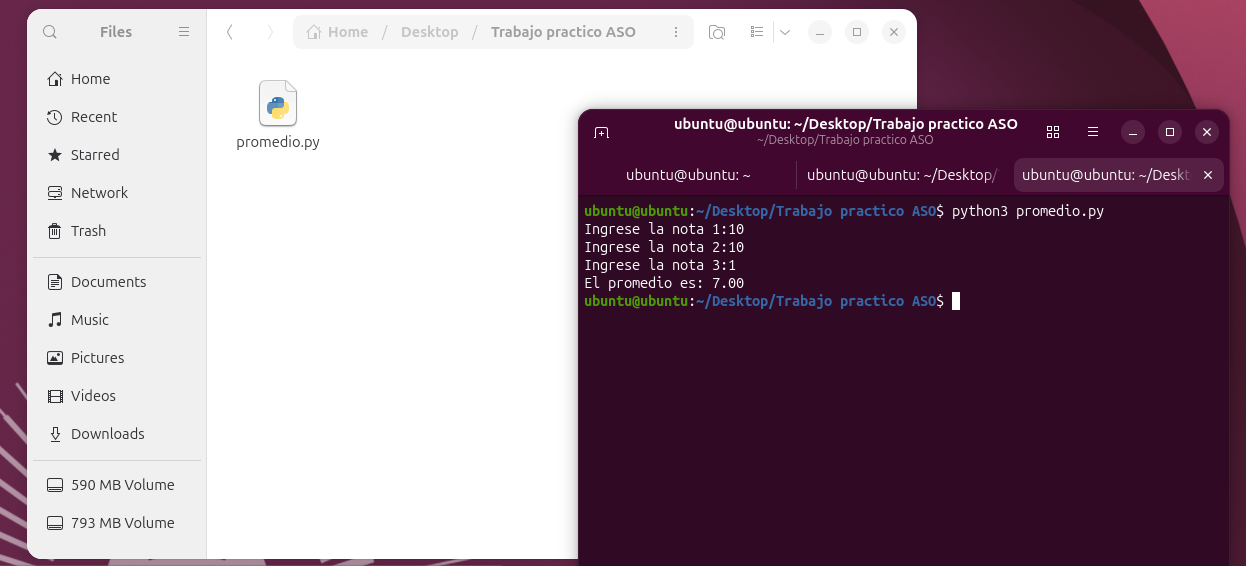 Files
Home / Desktop / Trabajo practico ASO
Home
Recent
Starred
Network
Trash
Documents
Music
Pictures
Videos
Downloads
590 MB Volume
793 MB Volume
promedio.py
ubuntu@ubuntu: ~/Desktop/Trabajo practico ASO
~/Desktop/Trabajo practico ASO
ubuntu@ubuntu: ~
ubuntu@ubuntu: ~/Desktop/
ubuntu@ubuntu: ~/Deskt
ubuntu@ubuntu:~/Desktop/Trabajo practico ASO$ python3 promedio.py
Ingrese la nota 1:10
Ingrese la nota 2:10
Ingrese la nota 3:1
El promedio es: 7.00
ubuntu@ubuntu:~/Desktop/Trabajo practico ASO$